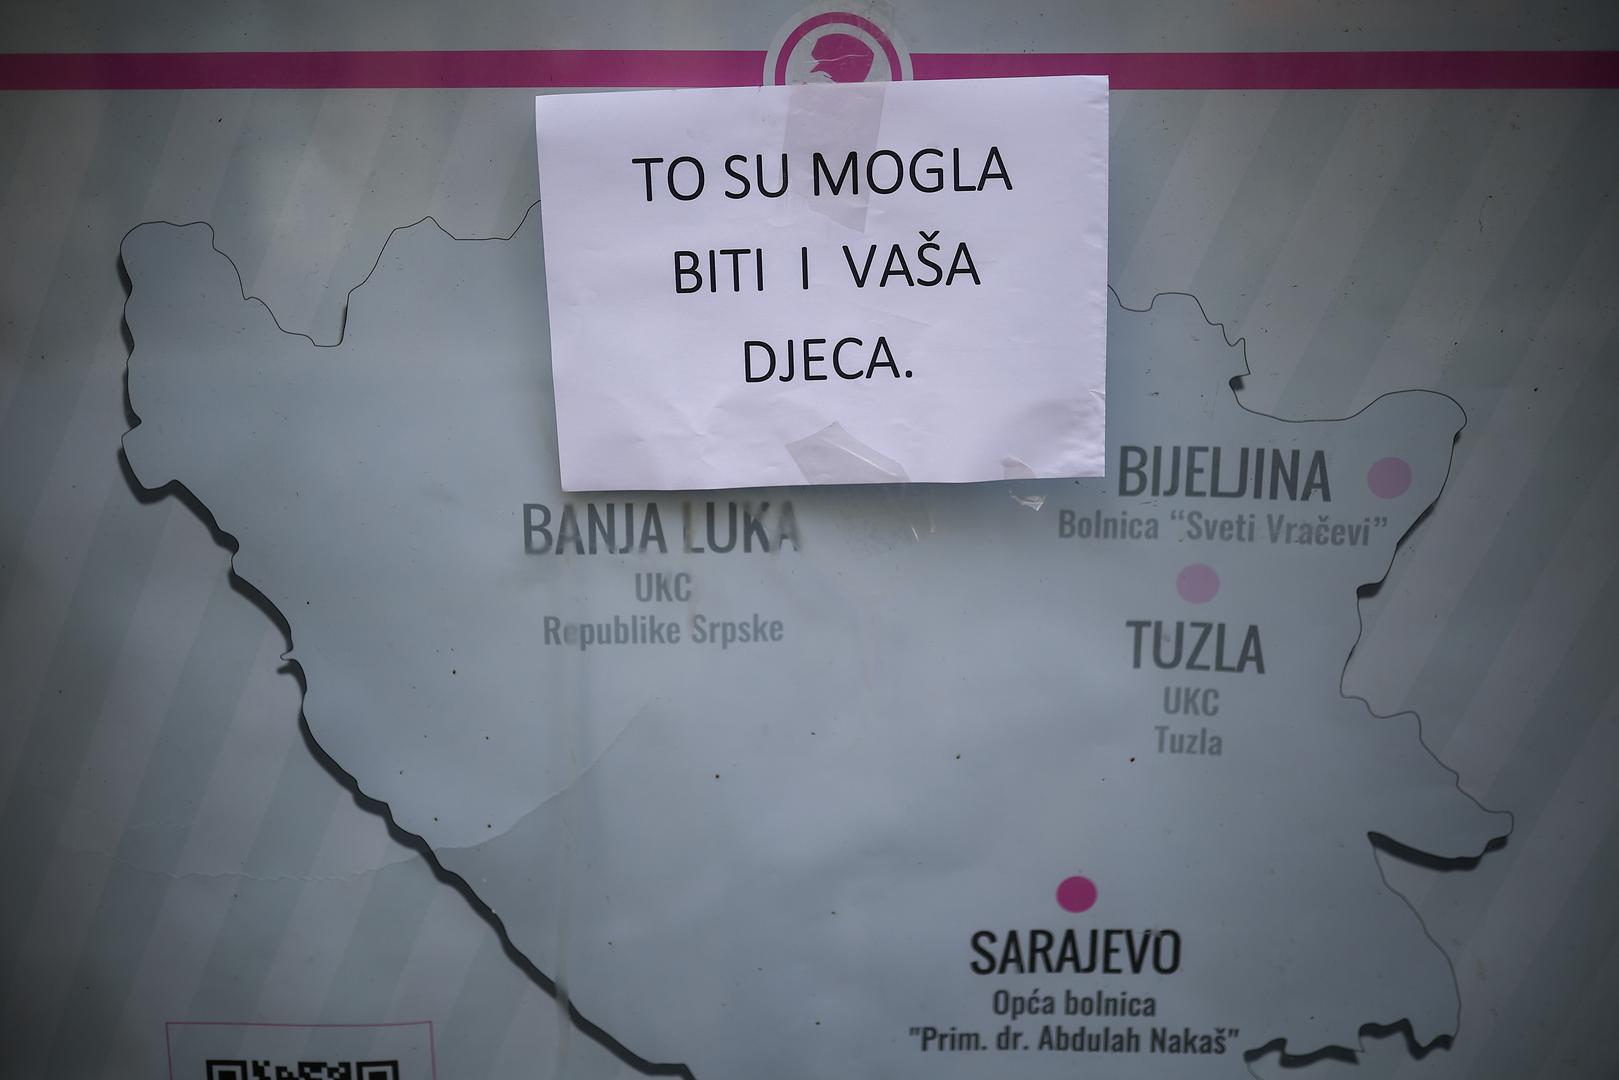 TO SU MOGLA
BITI I VAŠA
DJECA.
BANJA LUKA
UKC
Republike Srpske
BIJELJINA
Bolnica “Sveti Vračevi”
TUZLA
UKC
Tuzla
SARAJEVO
Opća bolnica
"Prim. dr. Abdulah Nakaš"